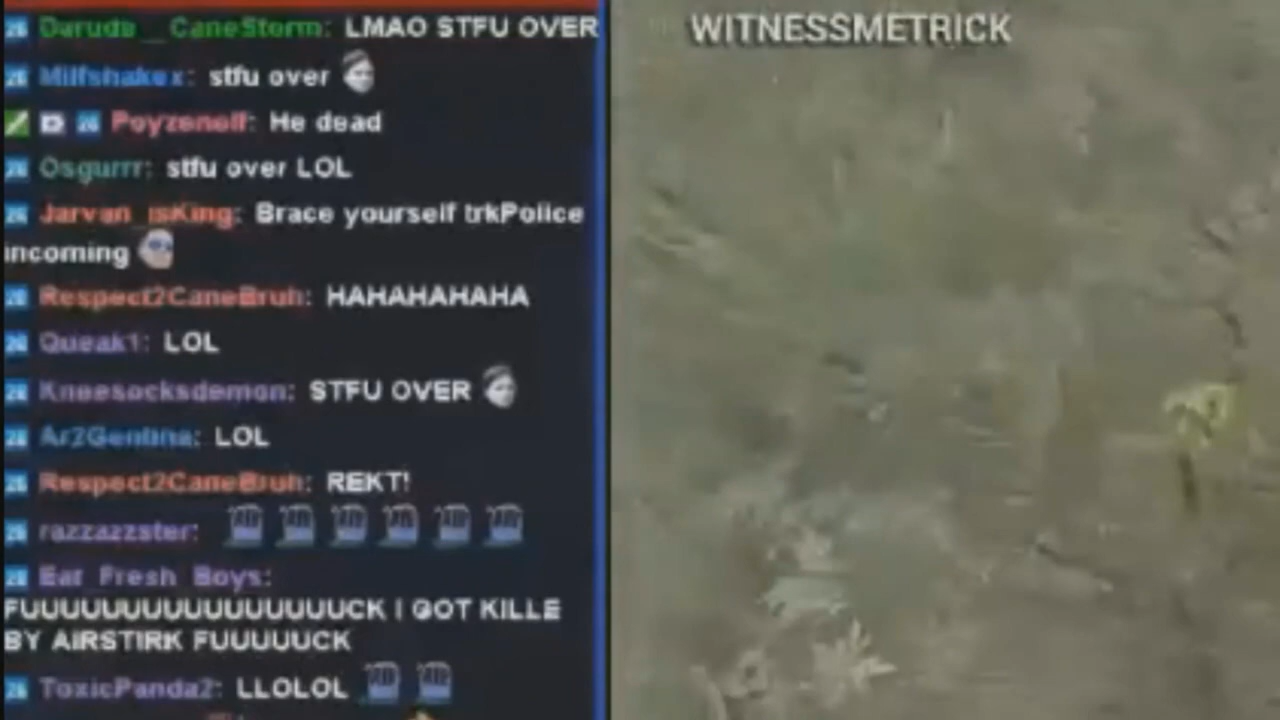 Darude_CaneStorm: LMAO STFU OVER
Milfshakex: stfu over
Poyzenelf: He dead
Osgurrr: stfu over LOL
Jarvan_isKing: Brace yourself trkPolice
incoming
Respect2CaneBruh: HAHAHAHAHA
Queak1: LOL
Kneesocksdemon: STFU OVER
Ar2Gentina: LOL
Respect2CaneBruh: REKT!
razzazzster:
Eat_Fresh_Boys:
FUUUUUUUUUUUUUUUUCK I GOT KILLE
BY AIRSTIRK FUUUUUCK
ToxicPanda2: LLOLOL
WITNESSMETRICK